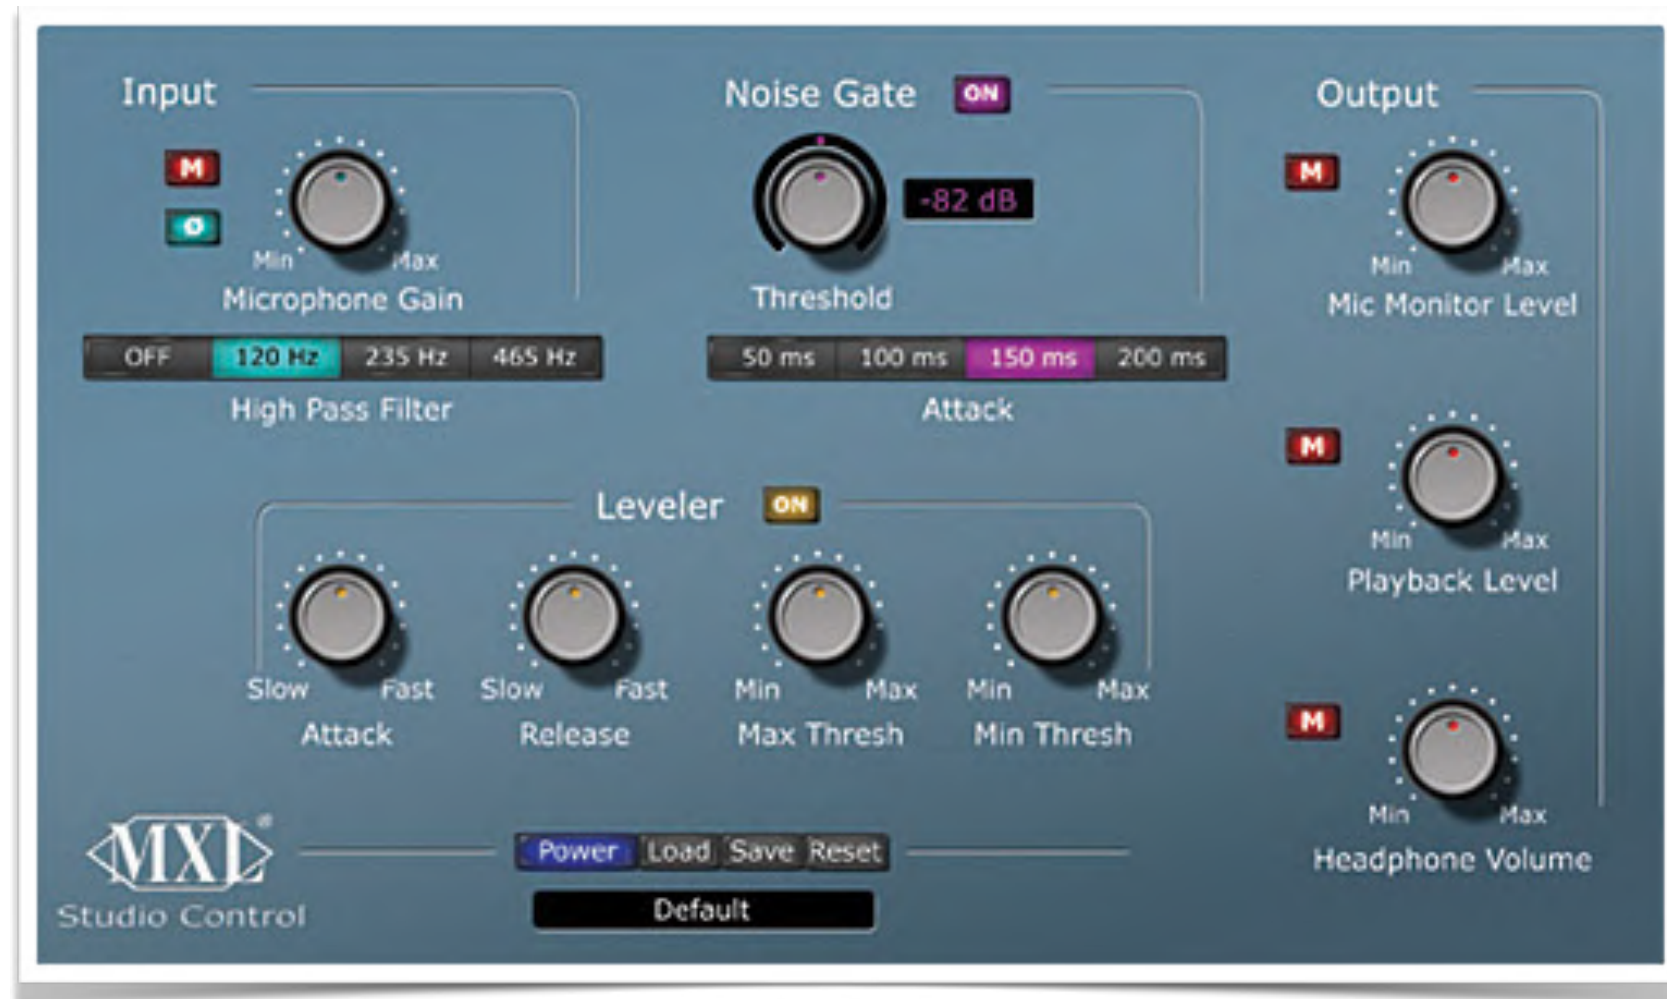 Input
M
Ø
Min Max
Microphone Gain
OFF 120 Hz 235 Hz 465 Hz
High Pass Filter
Noise Gate ON
-82 dB
Threshold
50 ms 100 ms 150 ms 200 ms
Attack
Leveler ON
Slow Fast
Attack
Slow Fast
Release
Min Max
Max Thresh
Min Max
Min Thresh
Output
M
Min Max
Mic Monitor Level
M
Min Max
Playback Level
M
Min Max
Headphone Volume
MXL®
Studio Control
Power Load Save Reset
Default